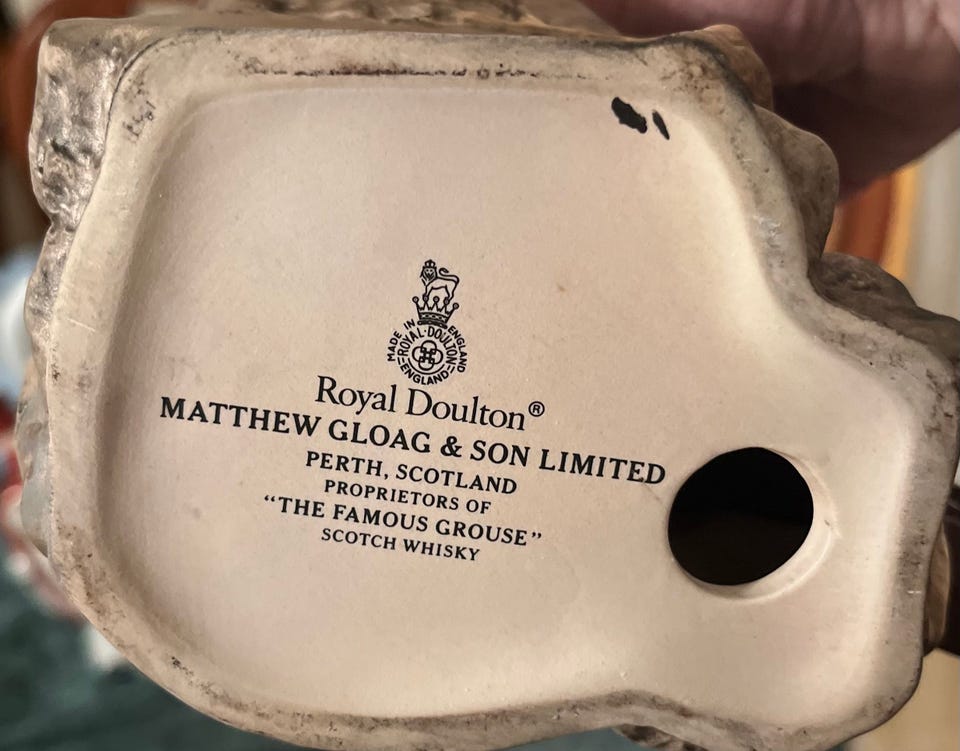 MADE IN ENGLAND
ROYAL·DOULTON
ENGLAND
Royal Doulton®
MATTHEW GLOAG & SON LIMITED
PERTH, SCOTLAND
PROPRIETORS OF
“THE FAMOUS GROUSE”
SCOTCH WHISKY